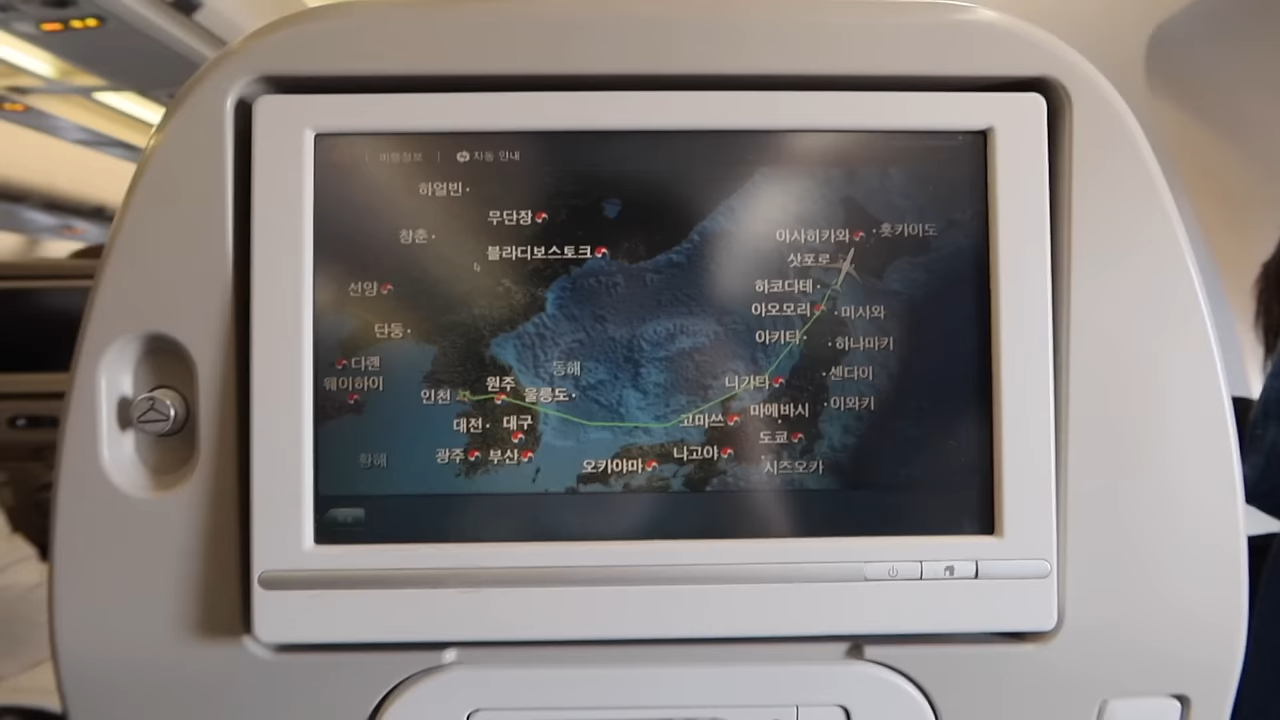 비행정보
자동 안내
하얼빈
무단장
창춘
블라디보스토크
아사히카와
홋카이도
삿포로
선양
하코다테
아오모리
미사와
단둥
아키타
하나마키
다롄
동해
센다이
웨이하이
원주
니가타
인천
울릉도
마에바시
이와키
대전
대구
고마쓰
도쿄
황해
광주
부산
오카야마
나고야
시즈오카